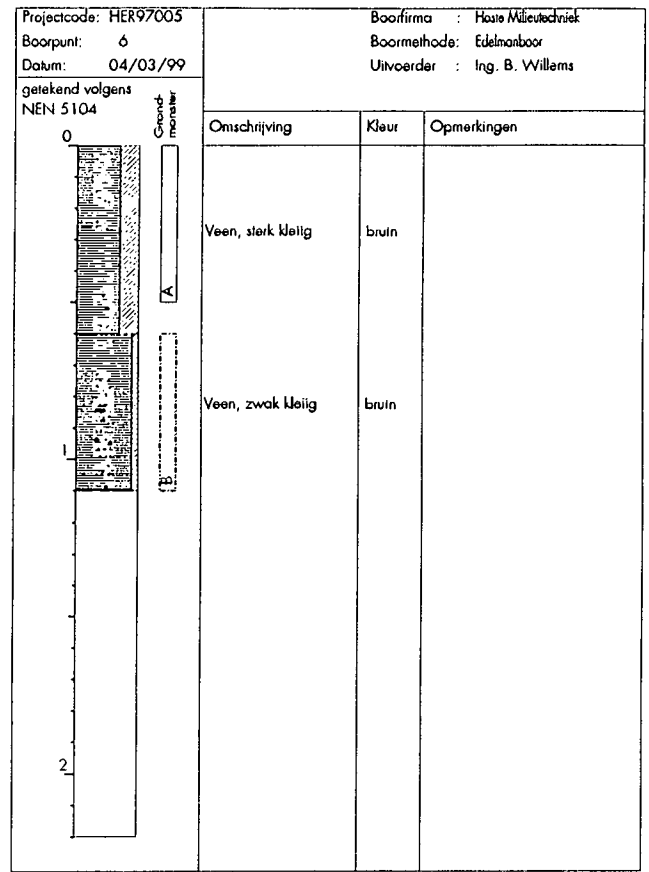 Projectcode: HER97005
Boorpunt: 6
Datum: 04/03/99
Boorfirma : Haste Milieutechniek
Boormethode: Edelmanboor
Uitvoerder : Ing. B. Willems
getekend volgens
NEN 5104
Grond-
monster
Omschrijving Kleur Opmerkingen
0
Veen, sterk kleiig bruin
A
Veen, zwak kleiig bruin
1
B
2